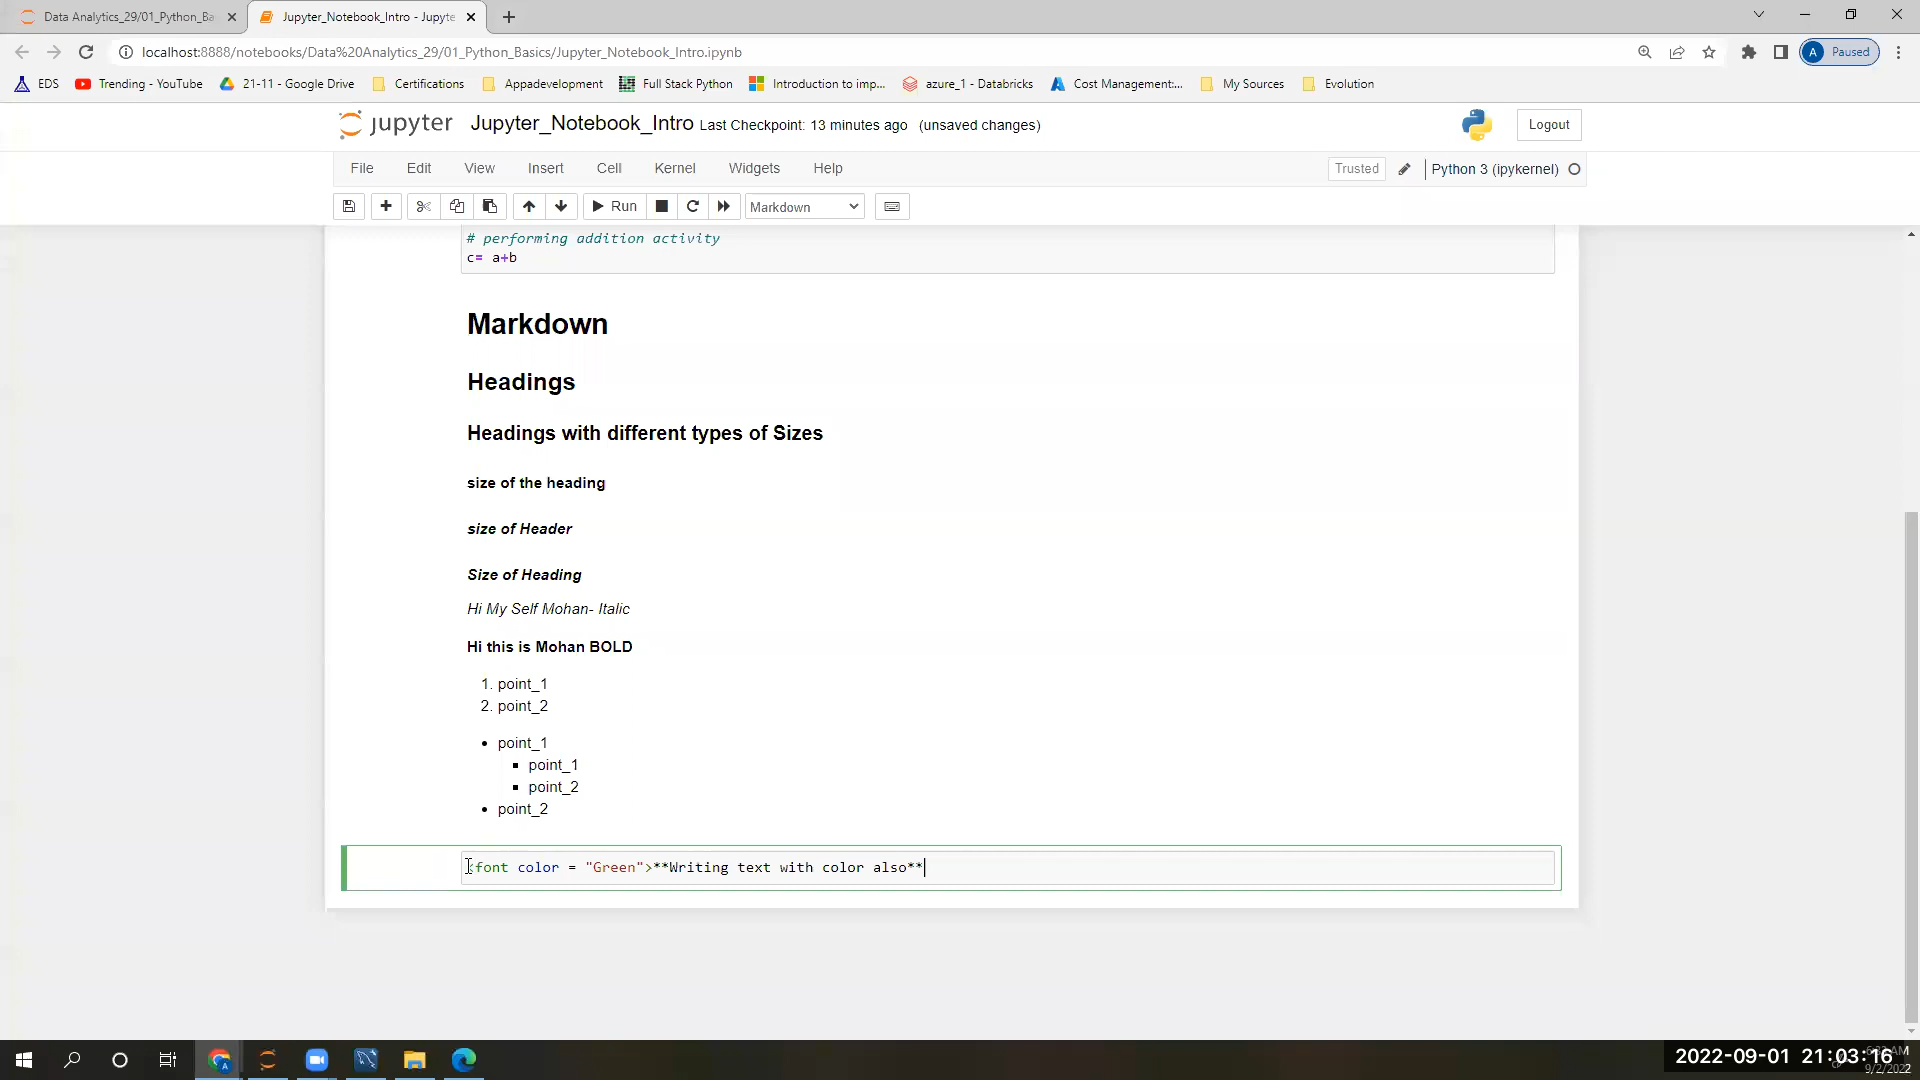 Data Analytics_29/01_Python_Ba
Jupyter_Notebook_Intro - Jupyte
localhost:8888/notebooks/Data%20Analytics_29/01_Python_Basics/Jupyter_Notebook_Intro.ipynb
A Paused
EDS
Trending - YouTube
21-11 - Google Drive
Certifications
Appadevelopment
Full Stack Python
Introduction to imp...
azure_1 - Databricks
Cost Management:...
My Sources
Evolution
jupyter Jupyter_Notebook_Intro Last Checkpoint: 13 minutes ago (unsaved changes)
Logout
File Edit View Insert Cell Kernel Widgets Help
Trusted
Python 3 (ipykernel)
Run
Markdown
# performing addition activity
c= a+b
Markdown
Headings
Headings with different types of Sizes
size of the heading
size of Header
Size of Heading
Hi My Self Mohan- Italic
Hi this is Mohan BOLD
1. point_1
2. point_2
• point_1
▪ point_1
▪ point_2
• point_2
<font color = "Green">**Writing text with color also**
2022-09-01 21:03:16